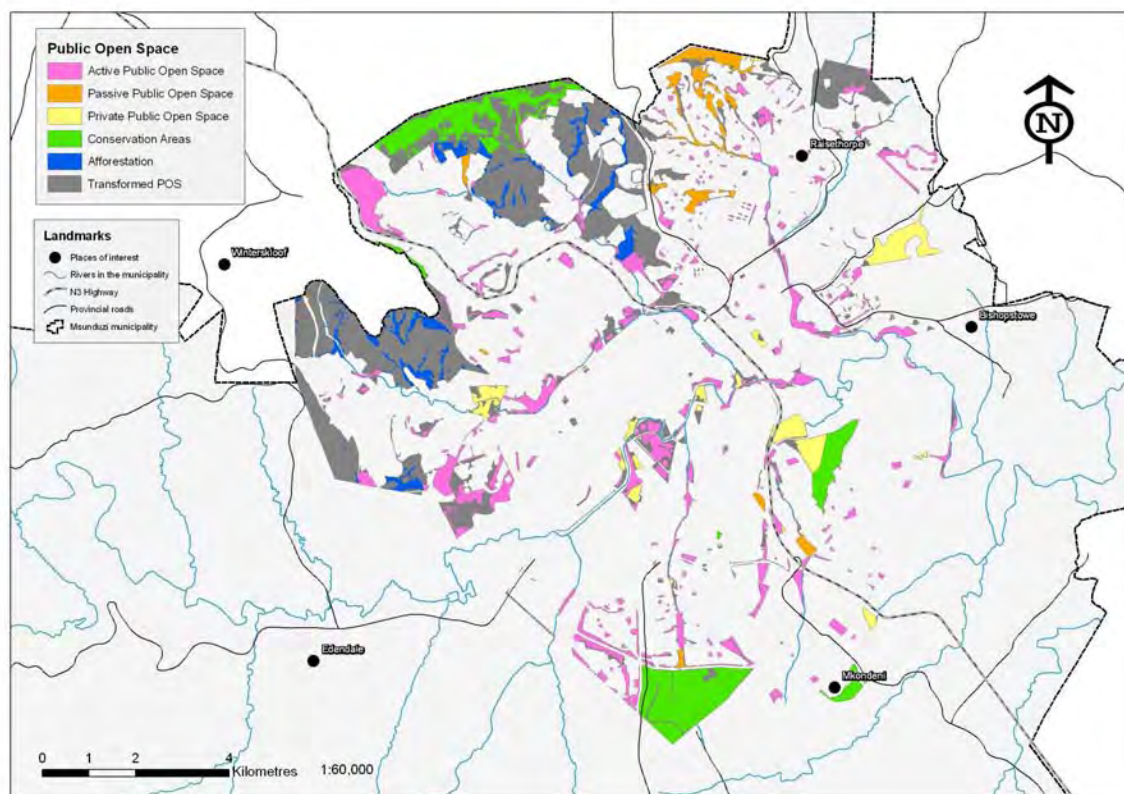 Public Open Space
Active Public Open Space
Passive Public Open Space
Private Public Open Space
Conservation Areas
Afforestation
Transformed POS
Landmarks
Places of interest
Rivers in the municipality
N3 Highway
Provincial roads
Msunduzi municipality
N
Raisethorpe
Winterskloof
Bishopstowe
Edendale
Mkondeni
0 1 2 4
Kilometres 1:60,000